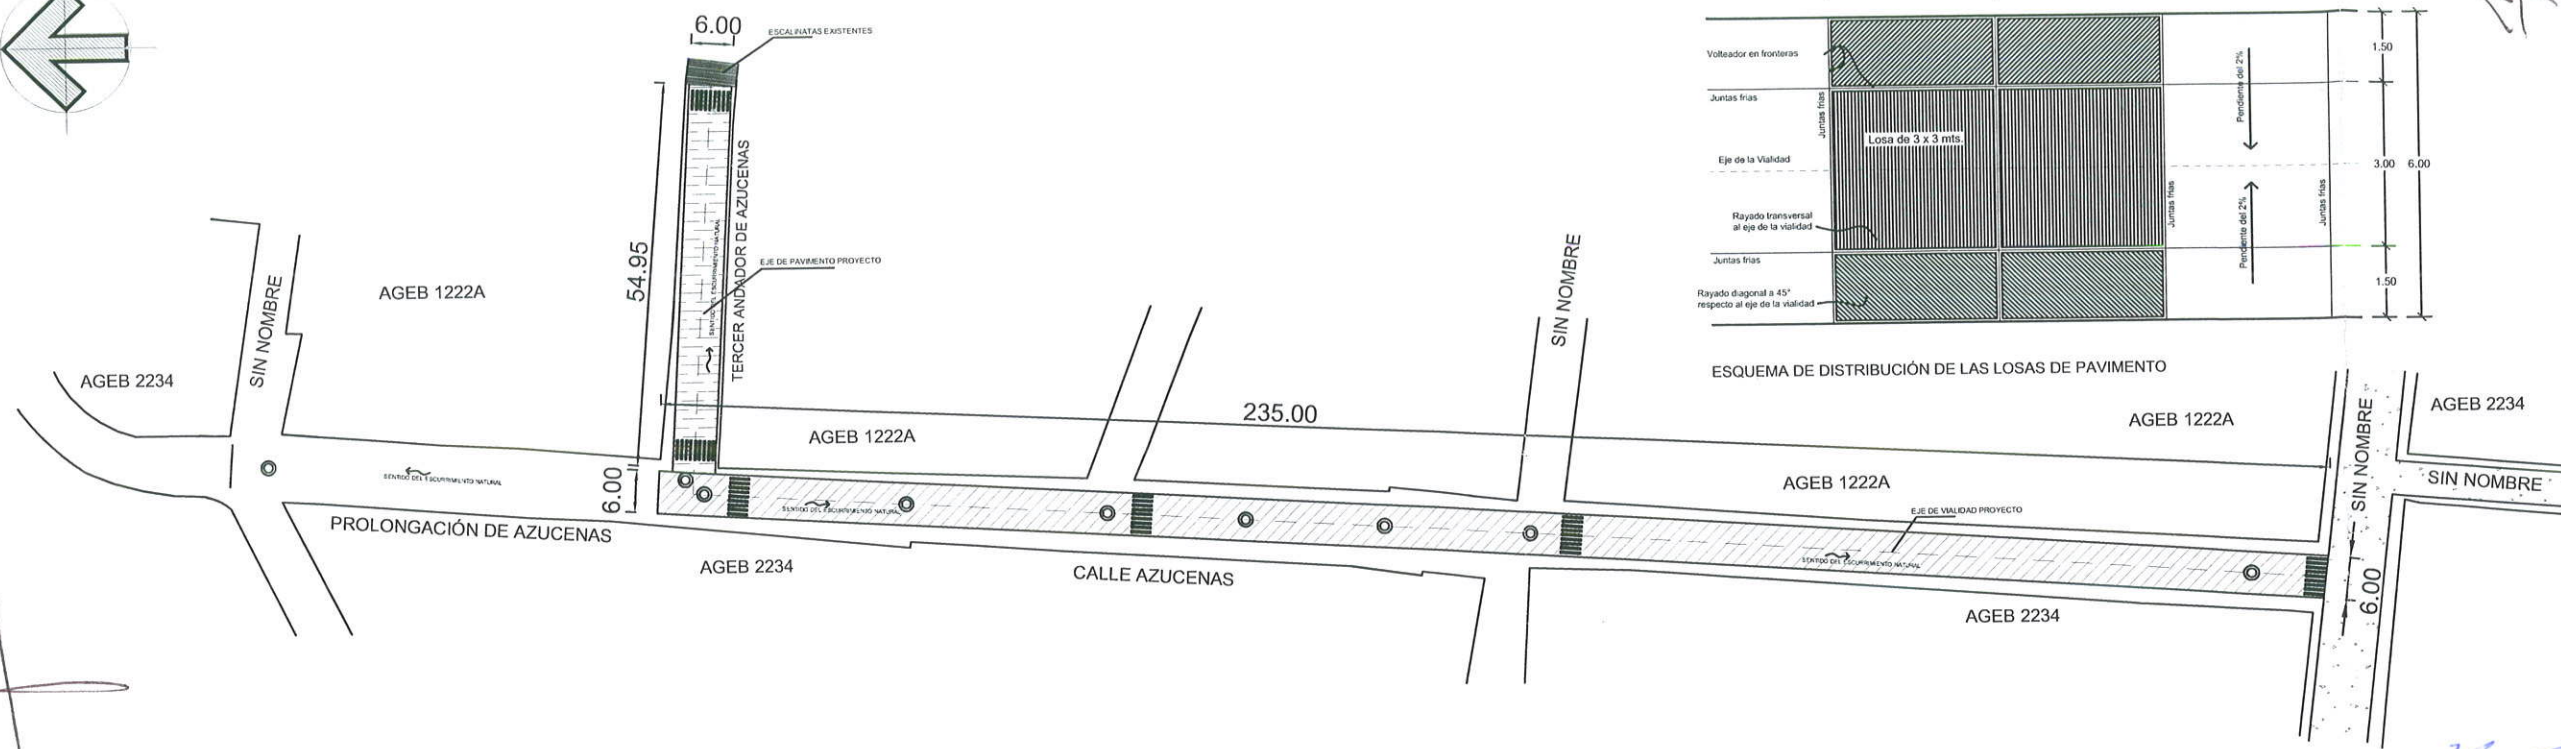 6.00
ESCALINATAS EXISTENTES
54.95
TERCER ANDADOR DE AZUCENAS
SENTIDO DEL ESCURRIMIENTO NATURAL
EJE DE PAVIMENTO PROYECTO
Volteador en fronteras
Juntas frias
Juntas frias
Losa de 3 x 3 mts.
Eje de la Vialidad
Rayado transversal
al eje de la vialidad
Juntas frias
Rayado diagonal a 45°
respecto al eje de la vialidad
Juntas frias
Pendiente del 2%
Pendiente del 2%
Juntas frias
1.50
3.00
6.00
1.50
ESQUEMA DE DISTRIBUCIÓN DE LAS LOSAS DE PAVIMENTO
AGEB 2234
SIN NOMBRE
AGEB 1222A
SIN NOMBRE
235.00
AGEB 1222A
AGEB 1222A
AGEB 1222A
SIN NOMBRE
AGEB 2234
SIN NOMBRE
6.00
SENTIDO DEL ESCURRIMIENTO NATURAL
SENTIDO DEL ESCURRIMIENTO NATURAL
EJE DE VIALIDAD PROYECTO
SENTIDO DEL ESCURRIMIENTO NATURAL
PROLONGACIÓN DE AZUCENAS
AGEB 2234
CALLE AZUCENAS
AGEB 2234
6.00